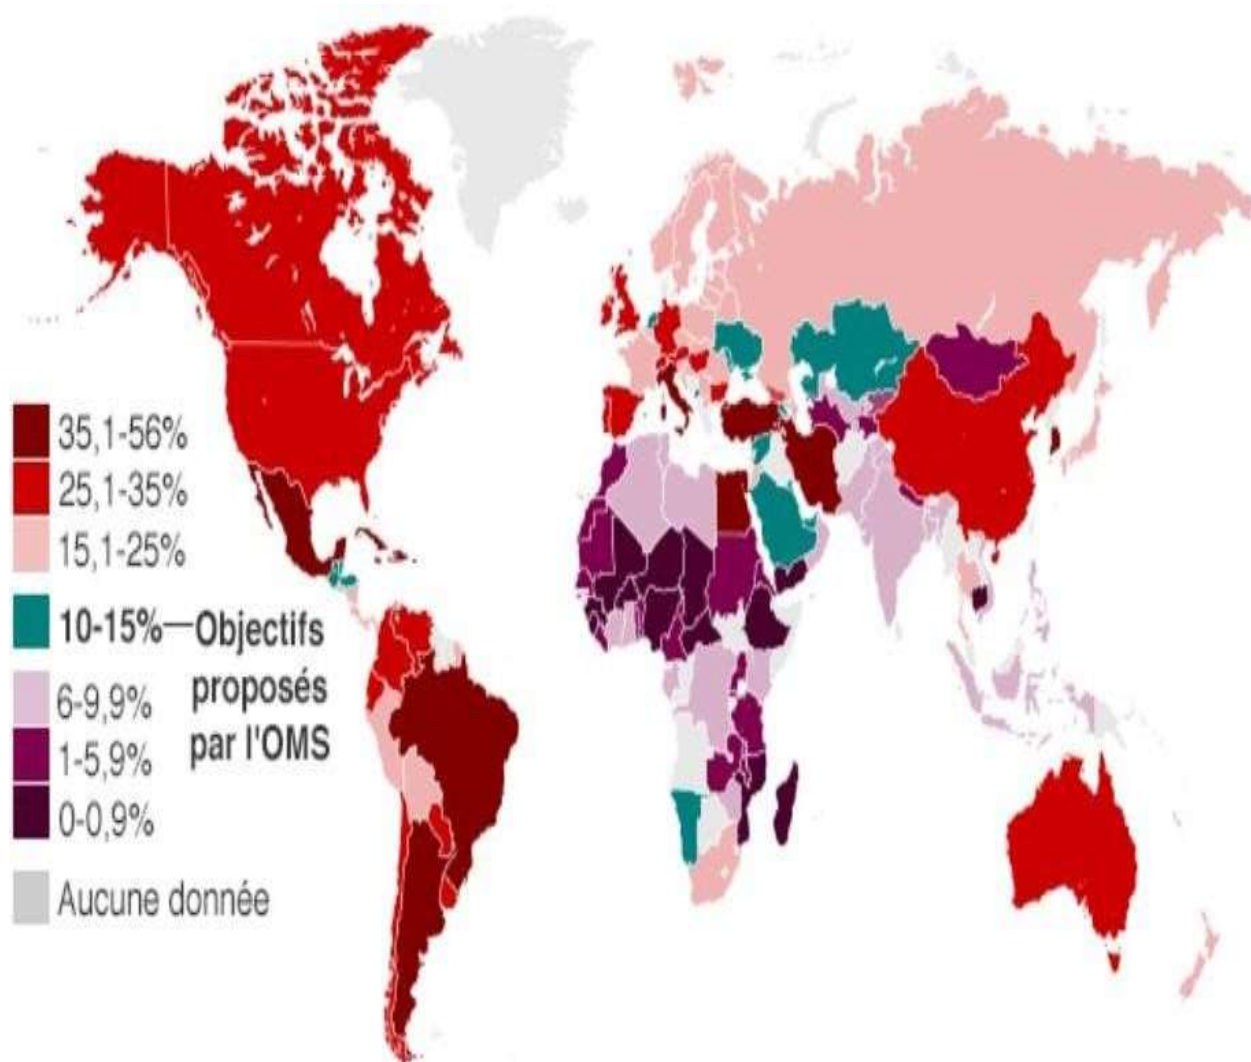 35,1-56%
25,1-35%
15,1-25%
10-15%—Objectifs
proposés
6-9,9%
par l'OMS
1-5,9%
0-0,9%
Aucune donnée